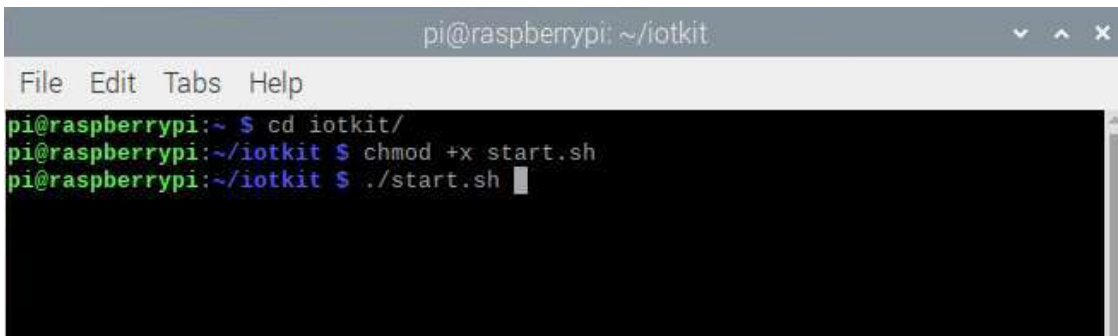 pi@raspberrypi: ~/iotkit
File Edit Tabs Help
pi@raspberrypi:~ $ cd iotkit/
pi@raspberrypi:~/iotkit $ chmod +x start.sh
pi@raspberrypi:~/iotkit $ ./start.sh